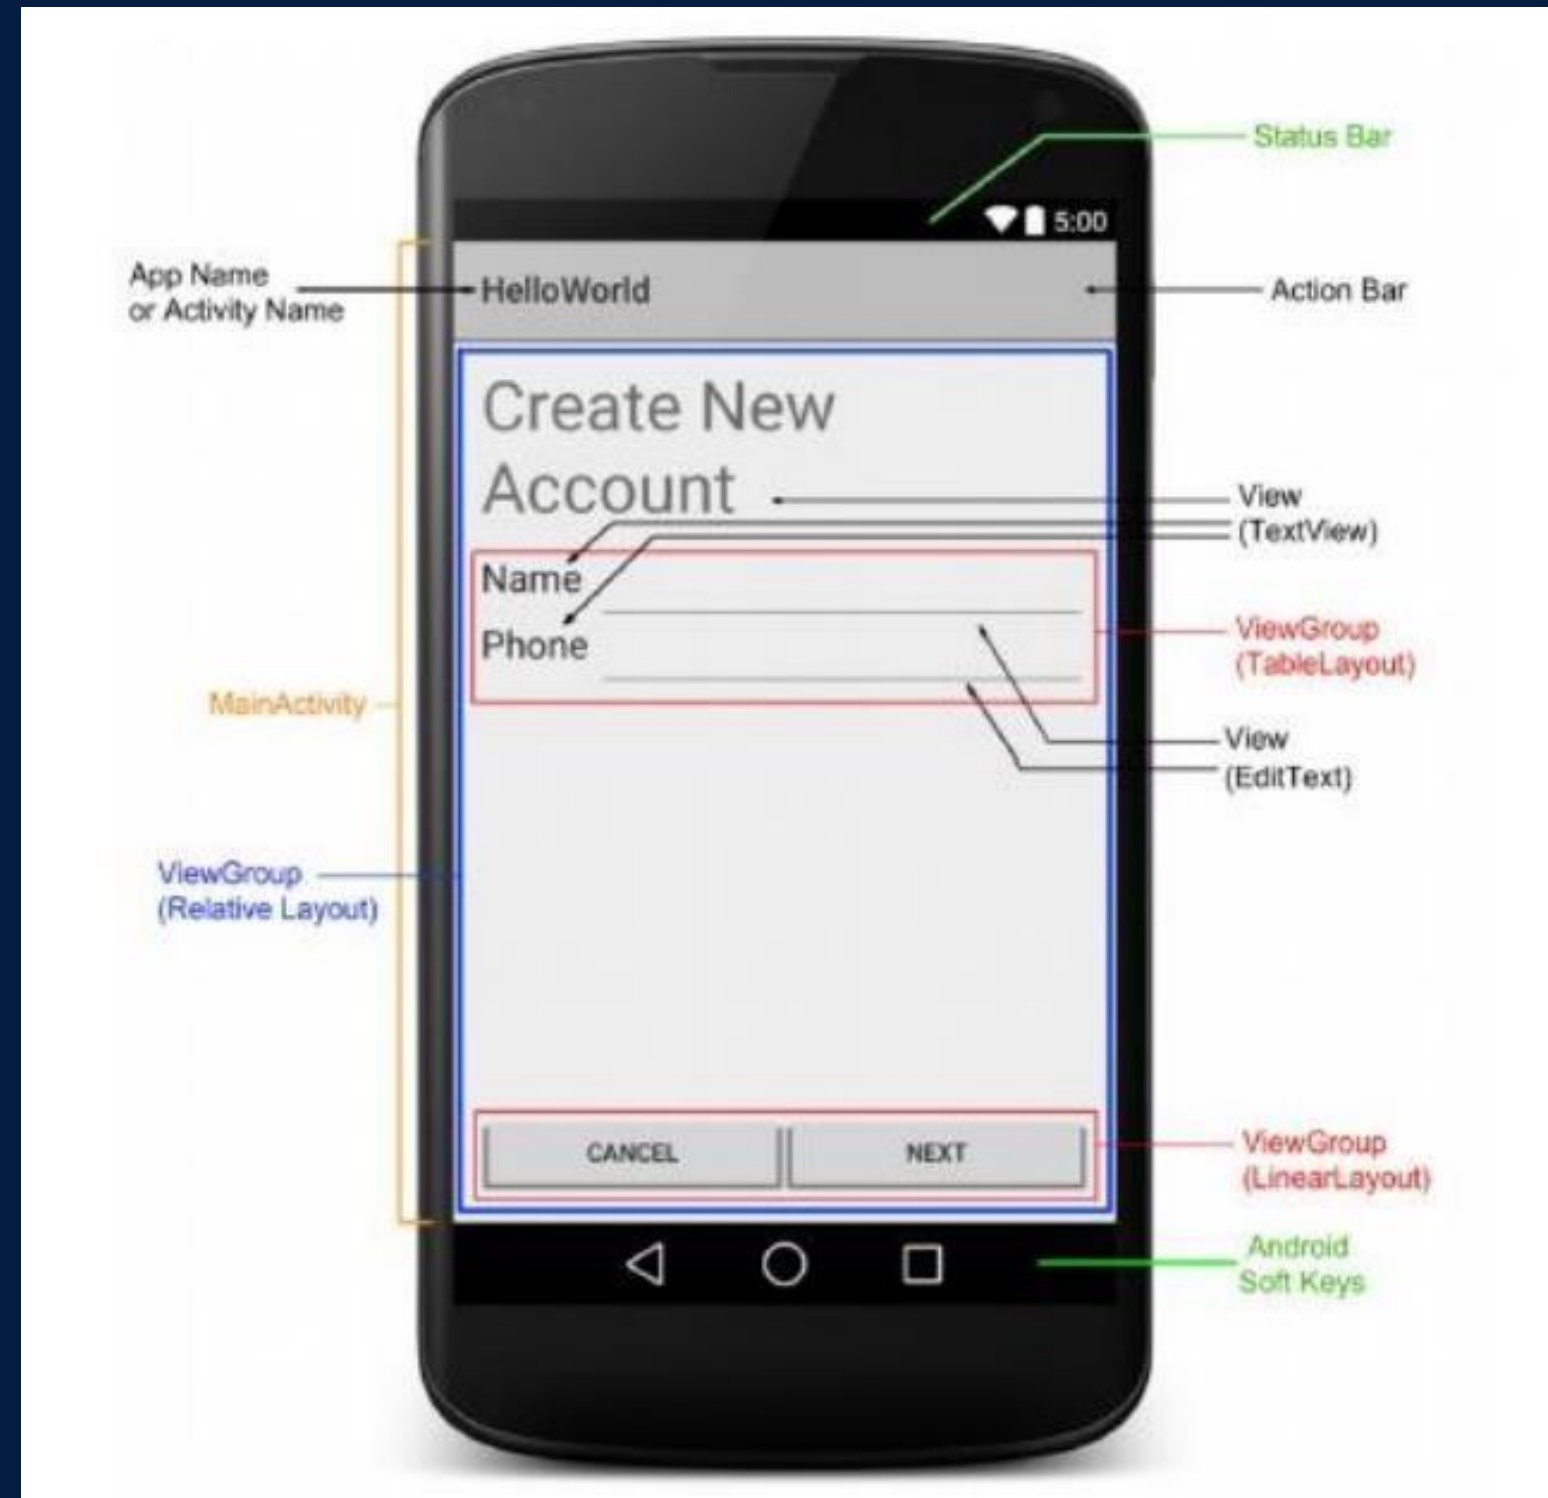 Status Bar
5:00
App Name
or Activity Name
HelloWorld
Action Bar
Create New
Account
View
(TextView)
Name
Phone
ViewGroup
(TableLayout)
MainActivity
View
(EditText)
ViewGroup
(Relative Layout)
CANCEL
NEXT
ViewGroup
(LinearLayout)
Android
Soft Keys